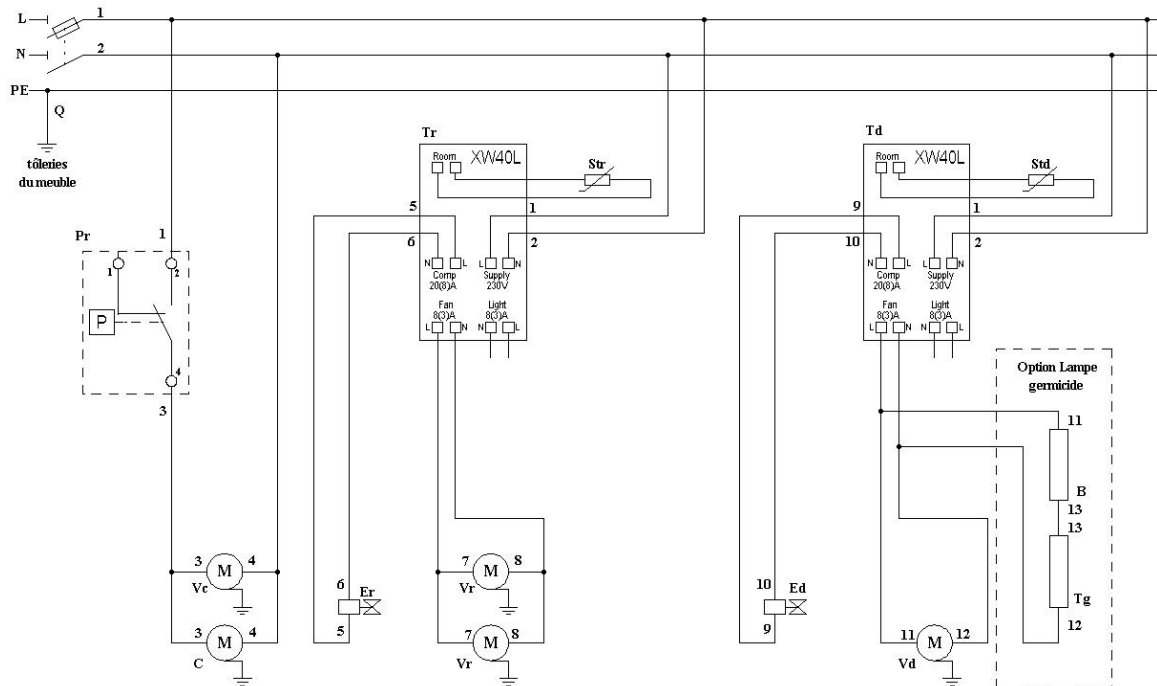 L
1
N
2
PE
Q
tôleries
du meuble
Pr
1
1
2
P
4
3
3
M
4
Vc
3
M
4
C
Tr
Room
XW40L
Str
5
1
6
2
N
L
L
N
Comp
20(8)A
Supply
230V
Fan
8(3)A
Light
8(3)A
L
N
N
L
6
Er
5
7
M
8
Vr
7
M
8
Vr
Td
Room
XW40L
Std
9
1
10
2
N
L
L
N
Comp
20(8)A
Supply
230V
Fan
8(3)A
Light
8(3)A
L
N
N
L
10
Ed
9
11
M
12
Vd
Option Lampe
germicide
11
B
13
13
Tg
12